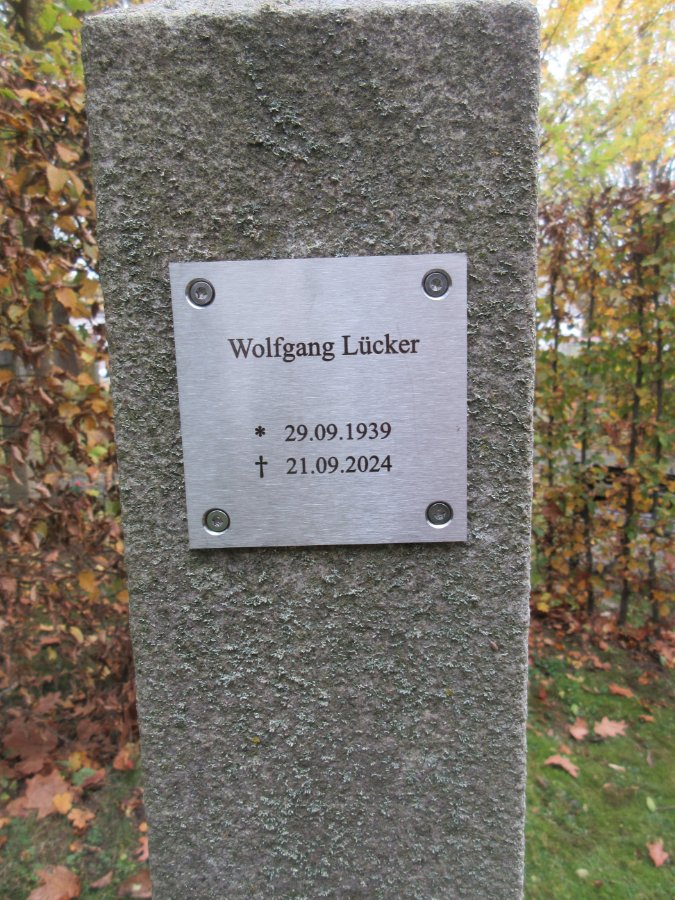 Wolfgang Lücker
* 29.09.1939
† 21.09.2024